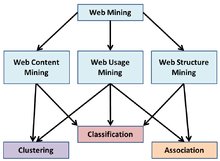 Web Mining
Web Content
Mining
Web Usage
Mining
Web Structure
Mining
Classification
Clustering
Association